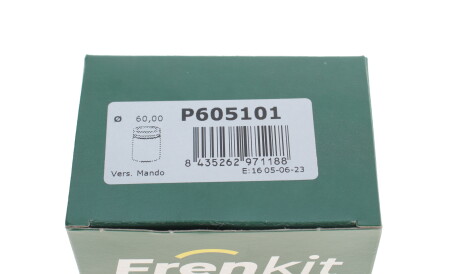 Ø 60,00 P605101
8 435262 971188
Vers. Mando E:16 05-06-23
Frenkit